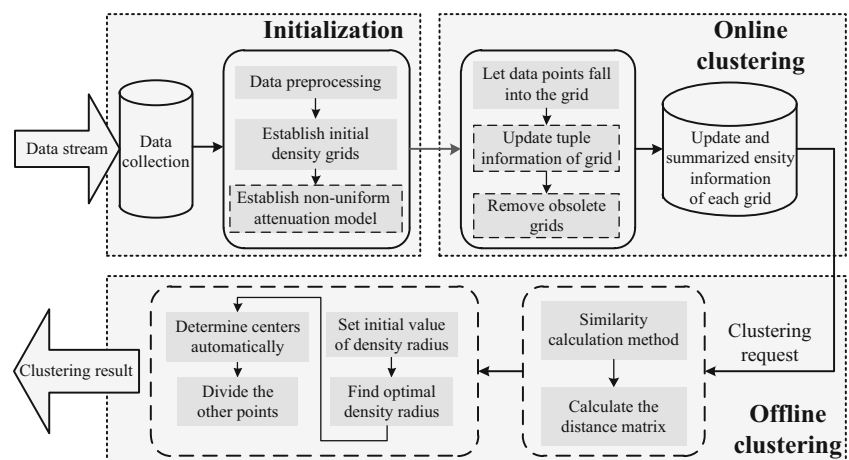 Initialization
Data stream
Data
collection
Data preprocessing
Establish initial
density grids
Establish non-uniform
attenuation model
Online
clustering
Let data points fall
into the grid
Update tuple
information of grid
Remove obsolete
grids
Update and
summarized ensity
information
of each grid
Clustering
request
Offline
clustering
Similarity
calculation method
Calculate the
distance matrix
Set initial value
of density radius
Find optimal
density radius
Determine centers
automatically
Divide the
other points
Clustering result